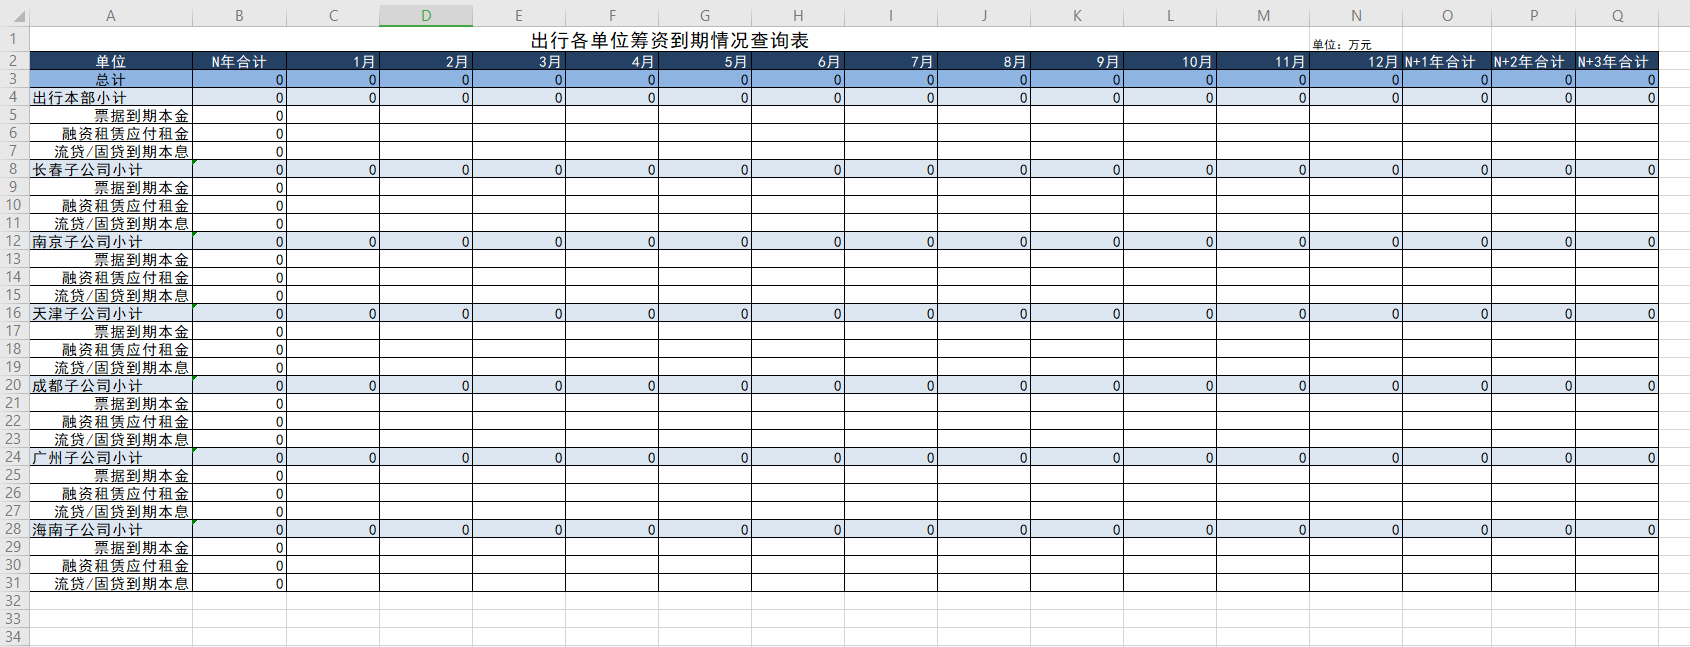 A B C D E F G H I J K L M N O P Q
1 出行各单位筹资到期情况查询表 单位：万元
2 单位 N年合计 1月 2月 3月 4月 5月 6月 7月 8月 9月 10月 11月 12月 N+1年合计 N+2年合计 N+3年合计
3 总计 0 0 0 0 0 0 0 0 0 0 0 0 0 0 0 0
4 出行本部小计 0 0 0 0 0 0 0 0 0 0 0 0 0 0 0 0
5 票据到期本金 0
6 融资租赁应付租金 0
7 流贷/固贷到期本息 0
8 长春子公司小计 0 0 0 0 0 0 0 0 0 0 0 0 0 0 0 0
9 票据到期本金 0
10 融资租赁应付租金 0
11 流贷/固贷到期本息 0
12 南京子公司小计 0 0 0 0 0 0 0 0 0 0 0 0 0 0 0 0
13 票据到期本金 0
14 融资租赁应付租金 0
15 流贷/固贷到期本息 0
16 天津子公司小计 0 0 0 0 0 0 0 0 0 0 0 0 0 0 0 0
17 票据到期本金 0
18 融资租赁应付租金 0
19 流贷/固贷到期本息 0
20 成都子公司小计 0 0 0 0 0 0 0 0 0 0 0 0 0 0 0 0
21 票据到期本金 0
22 融资租赁应付租金 0
23 流贷/固贷到期本息 0
24 广州子公司小计 0 0 0 0 0 0 0 0 0 0 0 0 0 0 0 0
25 票据到期本金 0
26 融资租赁应付租金 0
27 流贷/固贷到期本息 0
28 海南子公司小计 0 0 0 0 0 0 0 0 0 0 0 0 0 0 0 0
29 票据到期本金 0
30 融资租赁应付租金 0
31 流贷/固贷到期本息 0
32
33
34